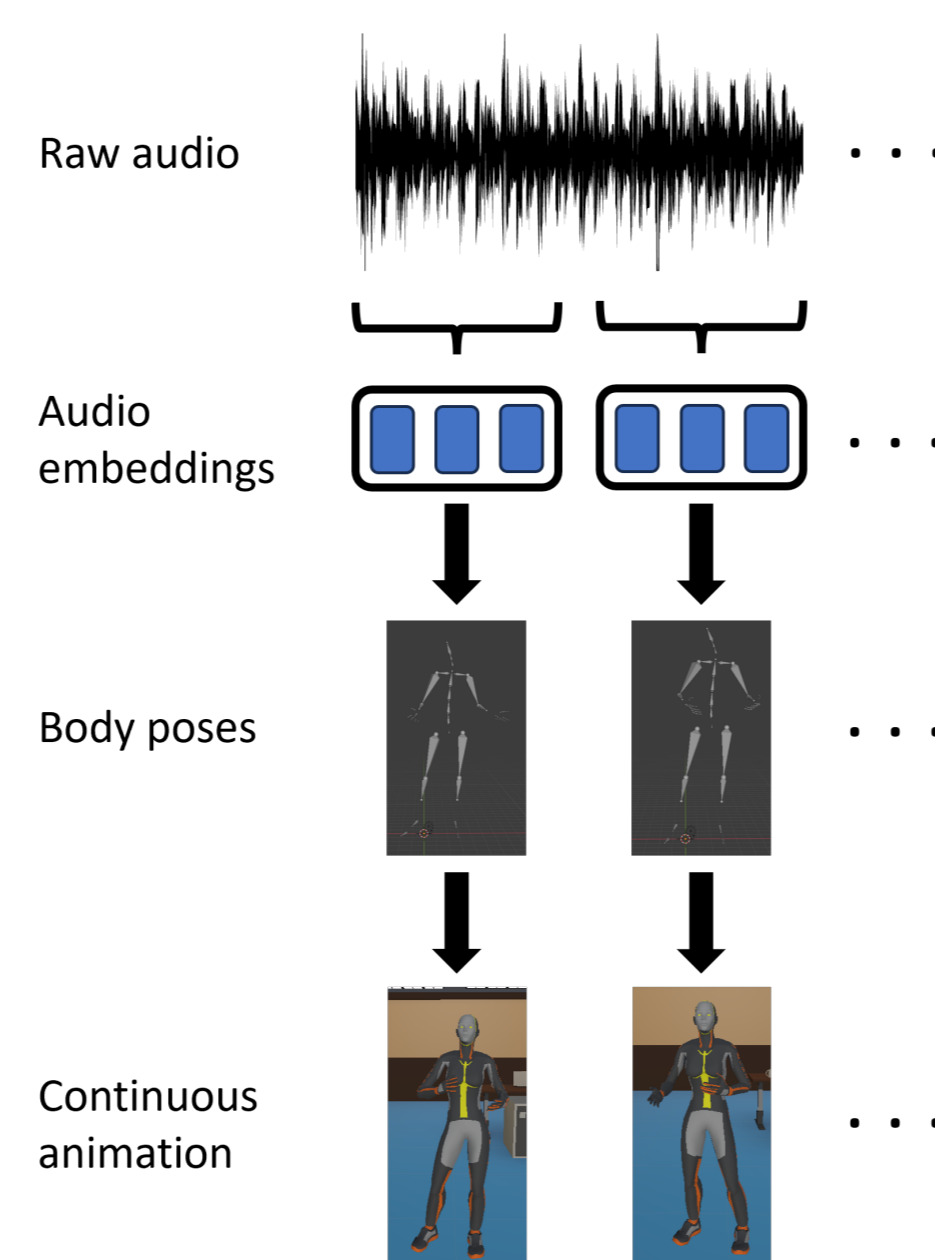 Raw audio
Audio
embeddings
Body poses
Continuous
animation